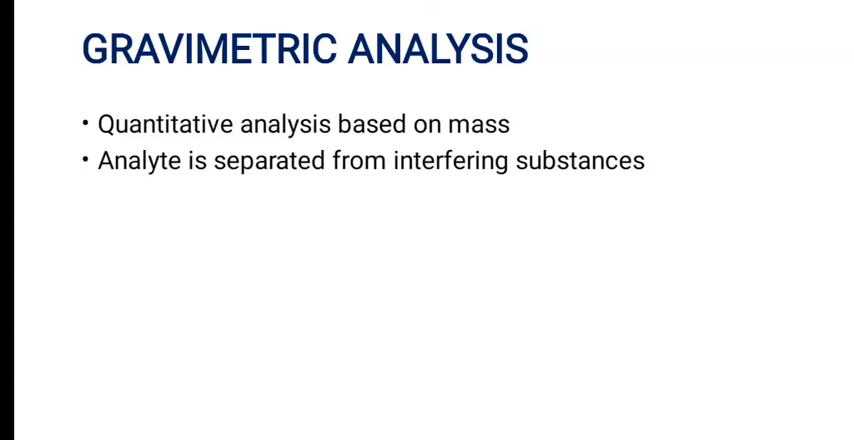 GRAVIMETRIC ANALYSIS
• Quantitative analysis based on mass
• Analyte is separated from interfering substances